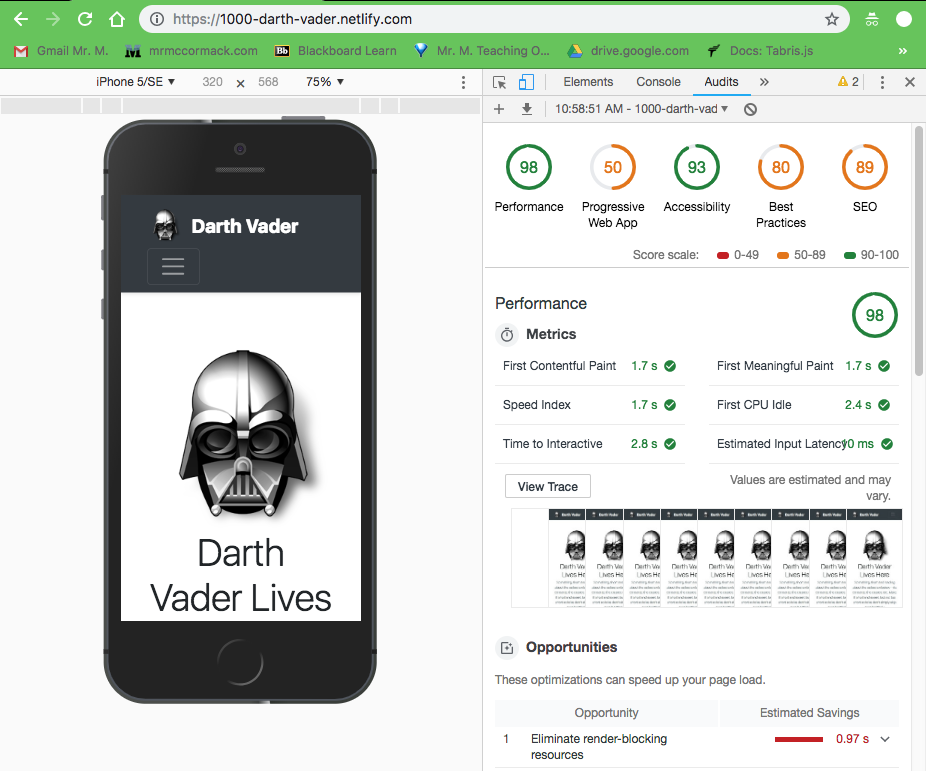 https://1000-darth-vader.netlify.com
Gmail Mr. M.
mrmccormack.com
Bb Blackboard Learn
Mr. M. Teaching O...
drive.google.com
Docs: Tabris.js
»
iPhone 5/SE ▼ 320 × 568 75% ▼
Elements Console Audits » 2
10:58:51 AM - 1000-darth-vad ▼
98 50 93 80 89
Performance Progressive Web App Accessibility Best Practices SEO
Score scale: 0-49 50-89 90-100
Darth Vader
Darth
Vader Lives
Performance 98
Metrics
First Contentful Paint 1.7 s First Meaningful Paint 1.7 s
Speed Index 1.7 s First CPU Idle 2.4 s
Time to Interactive 2.8 s Estimated Input Latency 10 ms
View Trace
Values are estimated and may
vary.
Darth Vader
Lives Here
Opportunities
These optimizations can speed up your page load.
Opportunity Estimated Savings
1 Eliminate render-blocking 0.97 s
resources